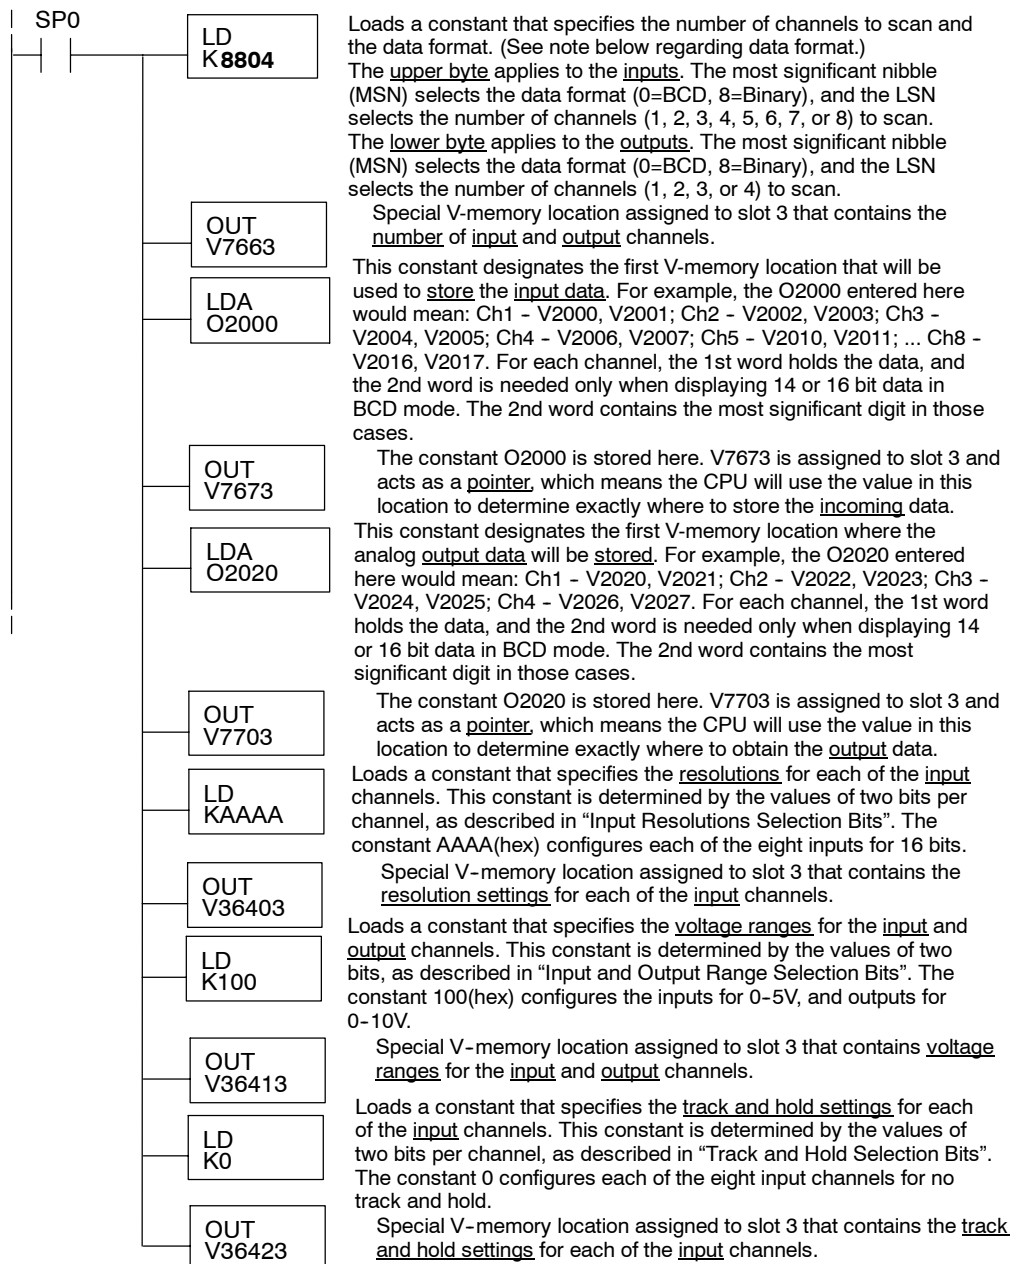 SP0
LD
K8804
Loads a constant that specifies the number of channels to scan and
the data format. (See note below regarding data format.)
The upper byte applies to the inputs. The most significant nibble
(MSN) selects the data format (0=BCD, 8=Binary), and the LSN
selects the number of channels (1, 2, 3, 4, 5, 6, 7, or 8) to scan.
The lower byte applies to the outputs. The most significant nibble
(MSN) selects the data format (0=BCD, 8=Binary), and the LSN
selects the number of channels (1, 2, 3, or 4) to scan.
OUT
V7663
Special V-memory location assigned to slot 3 that contains the
number of input and output channels.
LDA
O2000
This constant designates the first V-memory location that will be
used to store the input data. For example, the O2000 entered here
would mean: Ch1 - V2000, V2001; Ch2 - V2002, V2003; Ch3 -
V2004, V2005; Ch4 - V2006, V2007; Ch5 - V2010, V2011; ... Ch8 -
V2016, V2017. For each channel, the 1st word holds the data, and
the 2nd word is needed only when displaying 14 or 16 bit data in
BCD mode. The 2nd word contains the most significant digit in those
cases.
OUT
V7673
The constant O2000 is stored here. V7673 is assigned to slot 3 and
acts as a pointer, which means the CPU will use the value in this
location to determine exactly where to store the incoming data.
LDA
O2020
This constant designates the first V-memory location where the
analog output data will be stored. For example, the O2020 entered
here would mean: Ch1 - V2020, V2021; Ch2 - V2022, V2023; Ch3 -
V2024, V2025; Ch4 - V2026, V2027. For each channel, the 1st word
holds the data, and the 2nd word is needed only when displaying 14
or 16 bit data in BCD mode. The 2nd word contains the most
significant digit in those cases.
OUT
V7703
The constant O2020 is stored here. V7703 is assigned to slot 3 and
acts as a pointer, which means the CPU will use the value in this
location to determine exactly where to obtain the output data.
LD
KAAAA
Loads a constant that specifies the resolutions for each of the input
channels. This constant is determined by the values of two bits per
channel, as described in “Input Resolutions Selection Bits”. The
constant AAAA(hex) configures each of the eight inputs for 16 bits.
OUT
V36403
Special V-memory location assigned to slot 3 that contains the
resolution settings for each of the input channels.
LD
K100
Loads a constant that specifies the voltage ranges for the input and
output channels. This constant is determined by the values of two
bits, as described in “Input and Output Range Selection Bits”. The
constant 100(hex) configures the inputs for 0-5V, and outputs for
0-10V.
OUT
V36413
Special V-memory location assigned to slot 3 that contains voltage
ranges for the input and output channels.
LD
K0
Loads a constant that specifies the track and hold settings for each
of the input channels. This constant is determined by the values of
two bits per channel, as described in “Track and Hold Selection Bits”.
The constant 0 configures each of the eight input channels for no
track and hold.
OUT
V36423
Special V-memory location assigned to slot 3 that contains the track
and hold settings for each of the input channels.